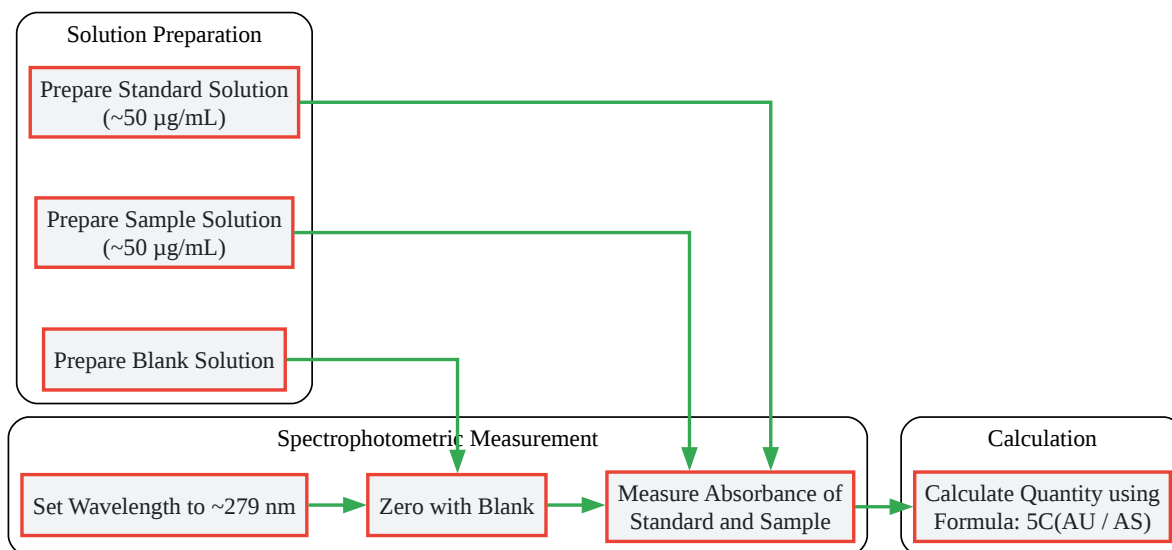 Solution Preparation
Prepare Standard Solution
(~50 µg/mL)
Prepare Sample Solution
(~50 µg/mL)
Prepare Blank Solution
Spectrophotometric Measurement
Set Wavelength to ~279 nm
Zero with Blank
Measure Absorbance of
Standard and Sample
Calculation
Calculate Quantity using
Formula: 5C(AU / AS)